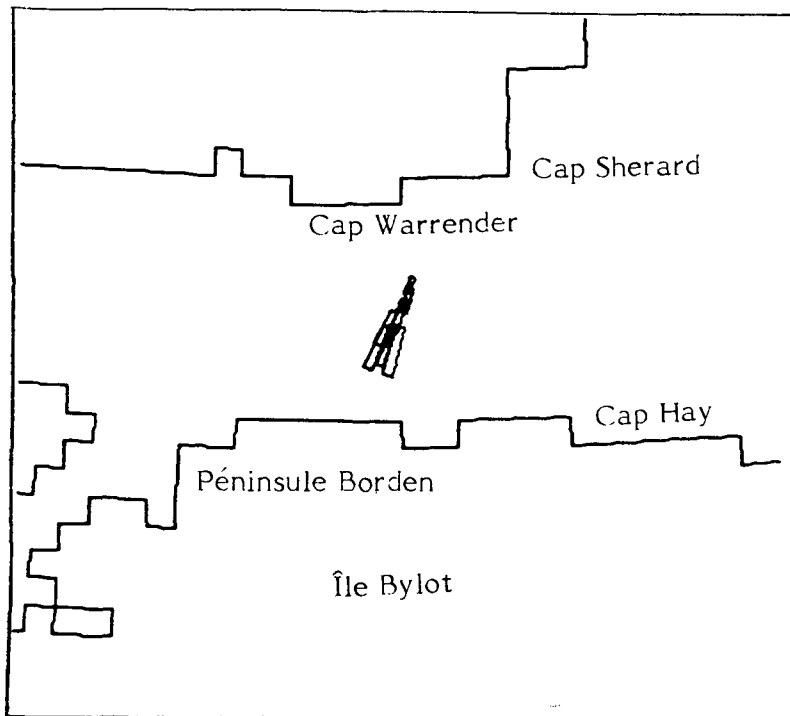 Cap Sherard
Cap Warrender
Cap Hay
Péninsule Borden
Île Bylot